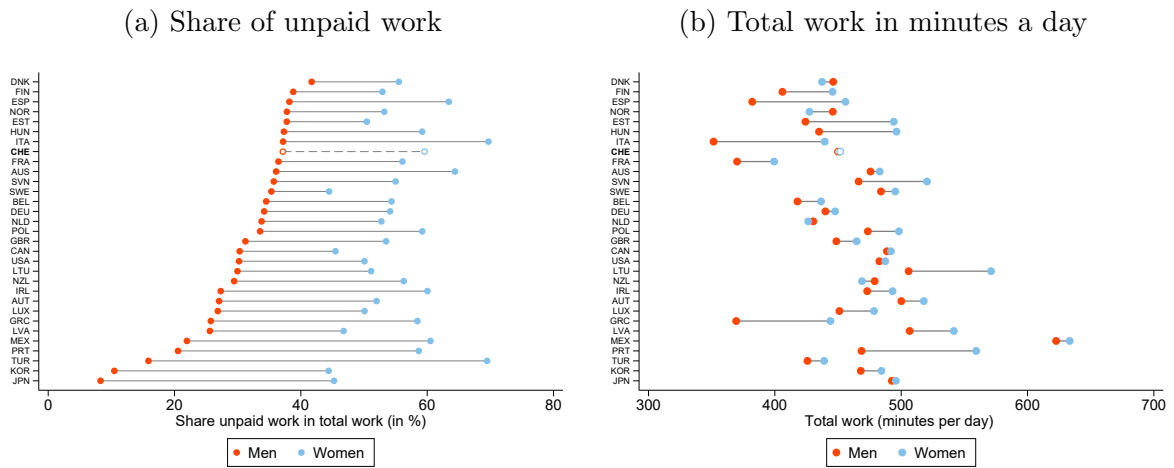 (a) Share of unpaid work
DNK
FIN
ESP
NOR
EST
HUN
ITA
CHE
FRA
AUS
SVN
SWE
BEL
DEU
NLD
POL
GBR
CAN
USA
LTU
NZL
IRL
AUT
LUX
GRC
LVA
MEX
PRT
TUR
KOR
JPN
0 20 40 60 80
Share unpaid work in total work (in %)
Men Women
(b) Total work in minutes a day
DNK
FIN
ESP
NOR
EST
HUN
ITA
CHE
FRA
AUS
SVN
SWE
BEL
DEU
NLD
POL
GBR
CAN
USA
LTU
NZL
IRL
AUT
LUX
GRC
LVA
MEX
PRT
TUR
KOR
JPN
300 400 500 600 700
Total work (minutes per day)
Men Women